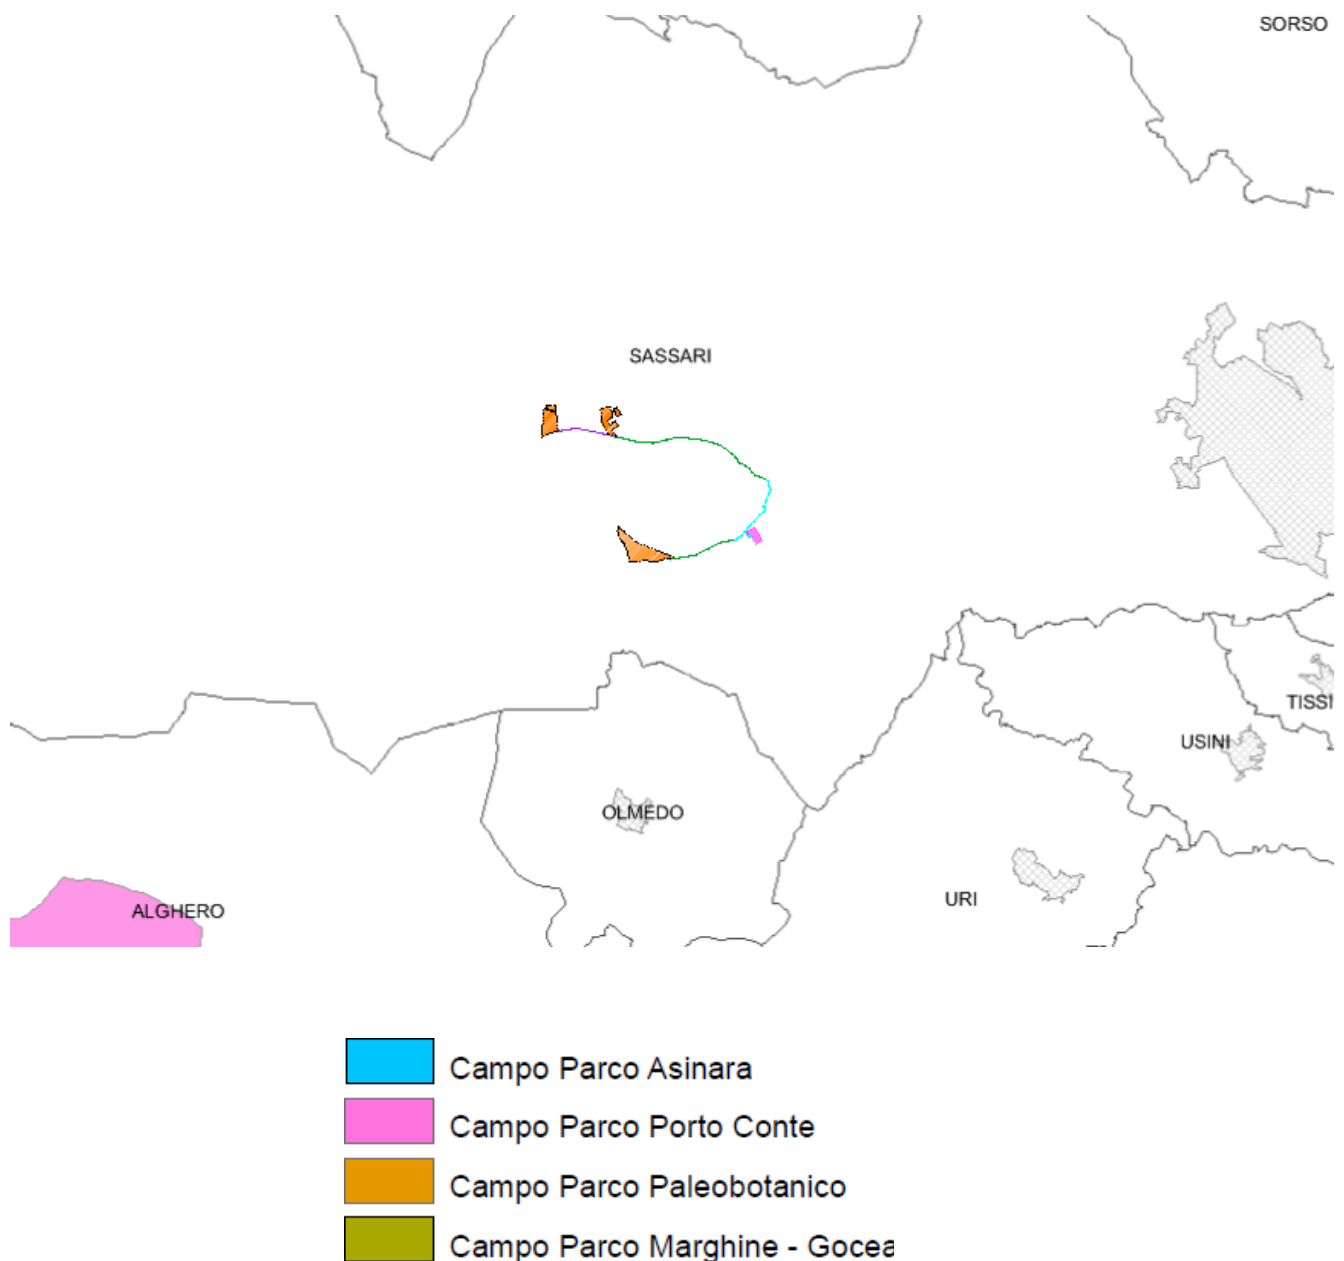 SORSO
SASSARI
TISSI
USINI
OLMEDO
URI
ALGHERO
Campo Parco Asinara
Campo Parco Porto Conte
Campo Parco Paleobotanico
Campo Parco Marghine - Gocea